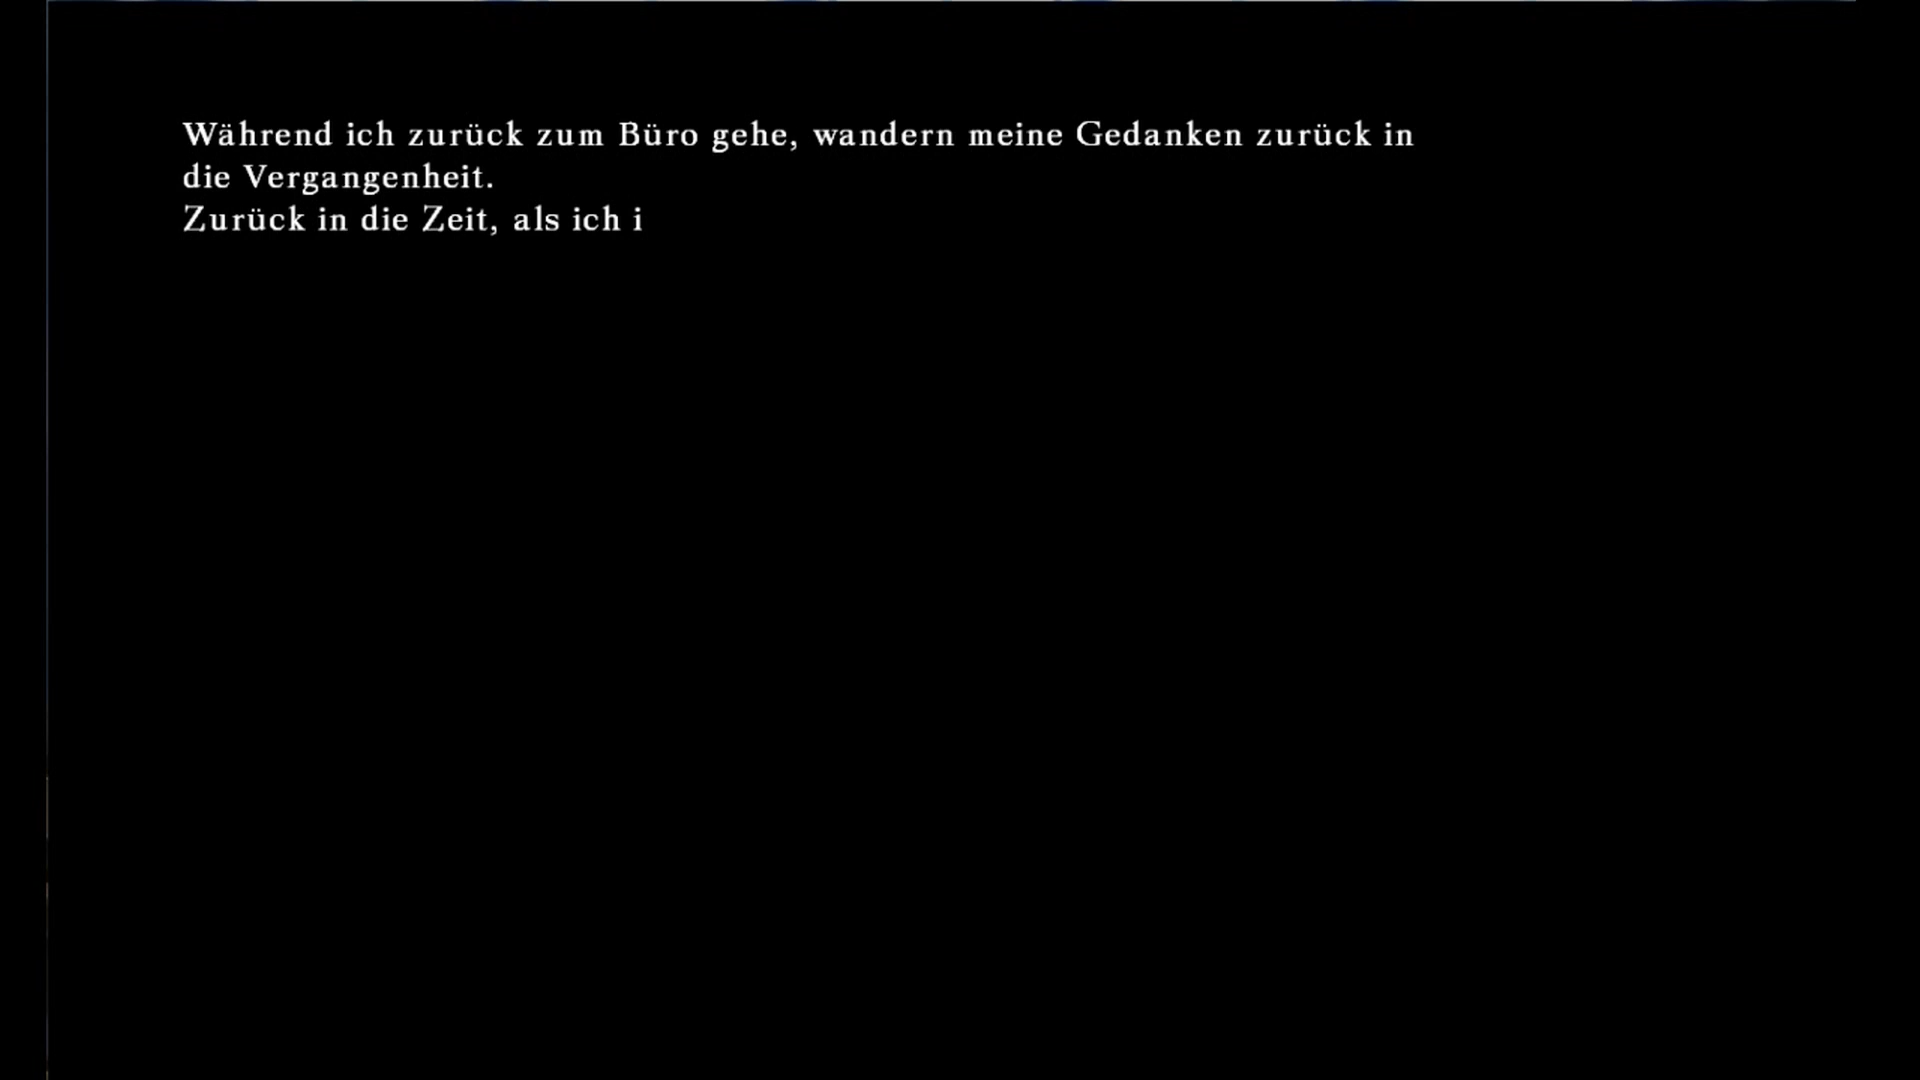 Während ich zurück zum Büro gehe, wandern meine Gedanken zurück in
die Vergangenheit.
Zurück in die Zeit, als ich i